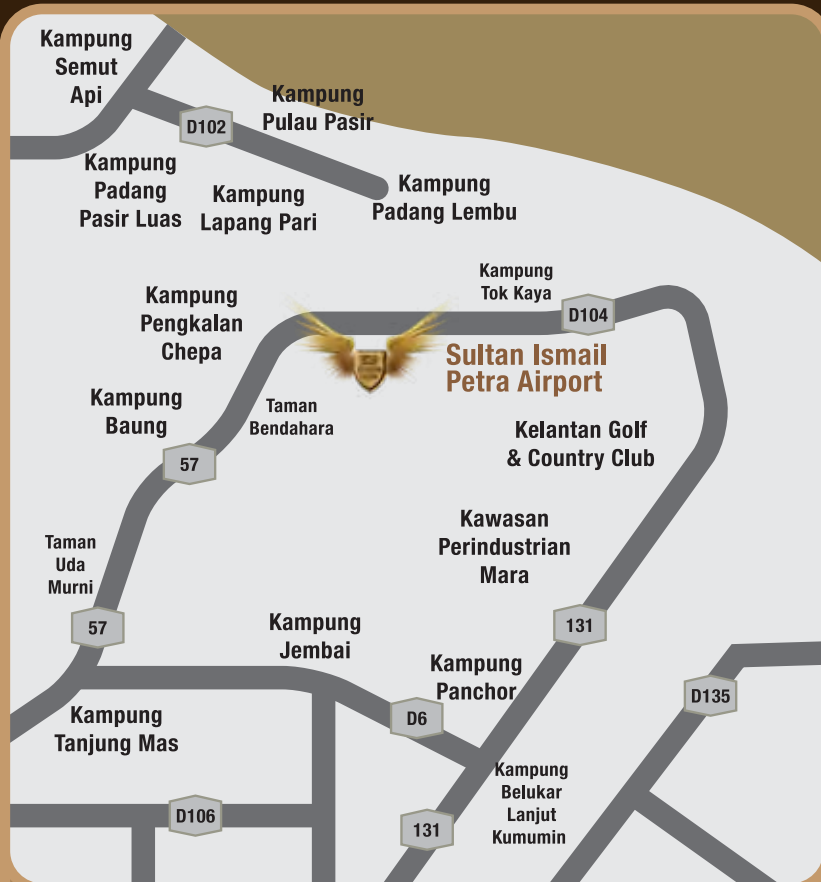 Kampung
Semut
Api
Kampung
Pulau Pasir
D102
Kampung
Padang
Pasir Luas
Kampung
Lapang Pari
Kampung
Padang Lembu
Kampung
Tok Kaya
D104
Kampung
Pengkalan
Chepa
Sultan Ismail
Petra Airport
Kampung
Baung
Taman
Bendahara
Kelantan Golf
& Country Club
57
Kawasan
Perindustrian
Mara
Taman
Uda
Murni
57
131
Kampung
Jembai
Kampung
Panchor
D135
Kampung
Tanjung Mas
D6
Kampung
Belukar
Lanjut
Kumumin
D106
131